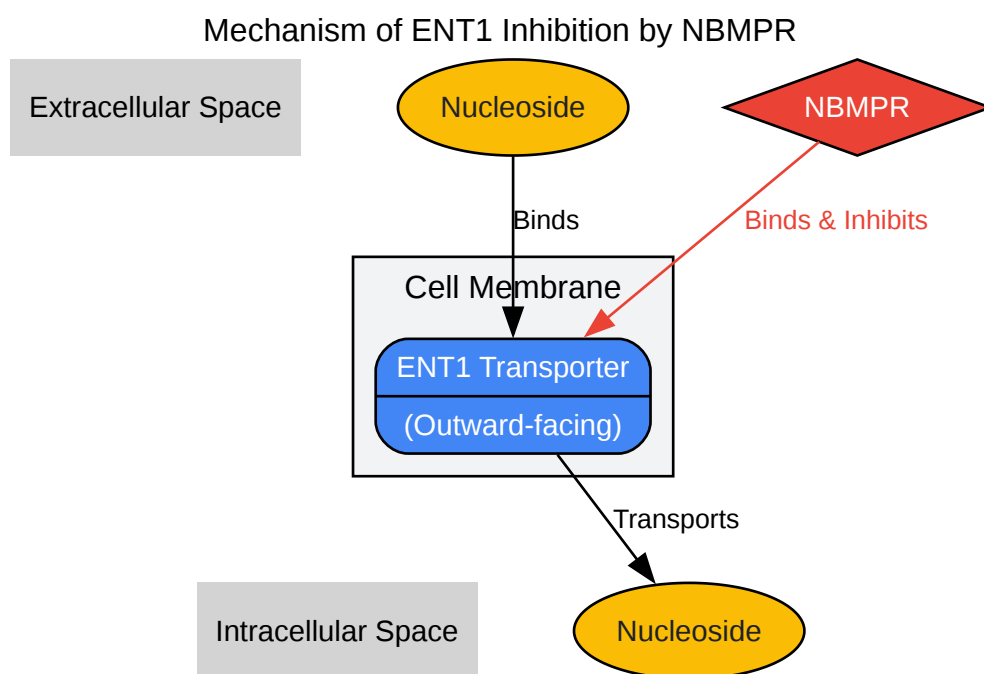 Mechanism of ENT1 Inhibition by NBMPR
Extracellular Space
Nucleoside
NBMPR
Binds
Binds & Inhibits
Cell Membrane
ENT1 Transporter
(Outward-facing)
Transports
Intracellular Space
Nucleoside